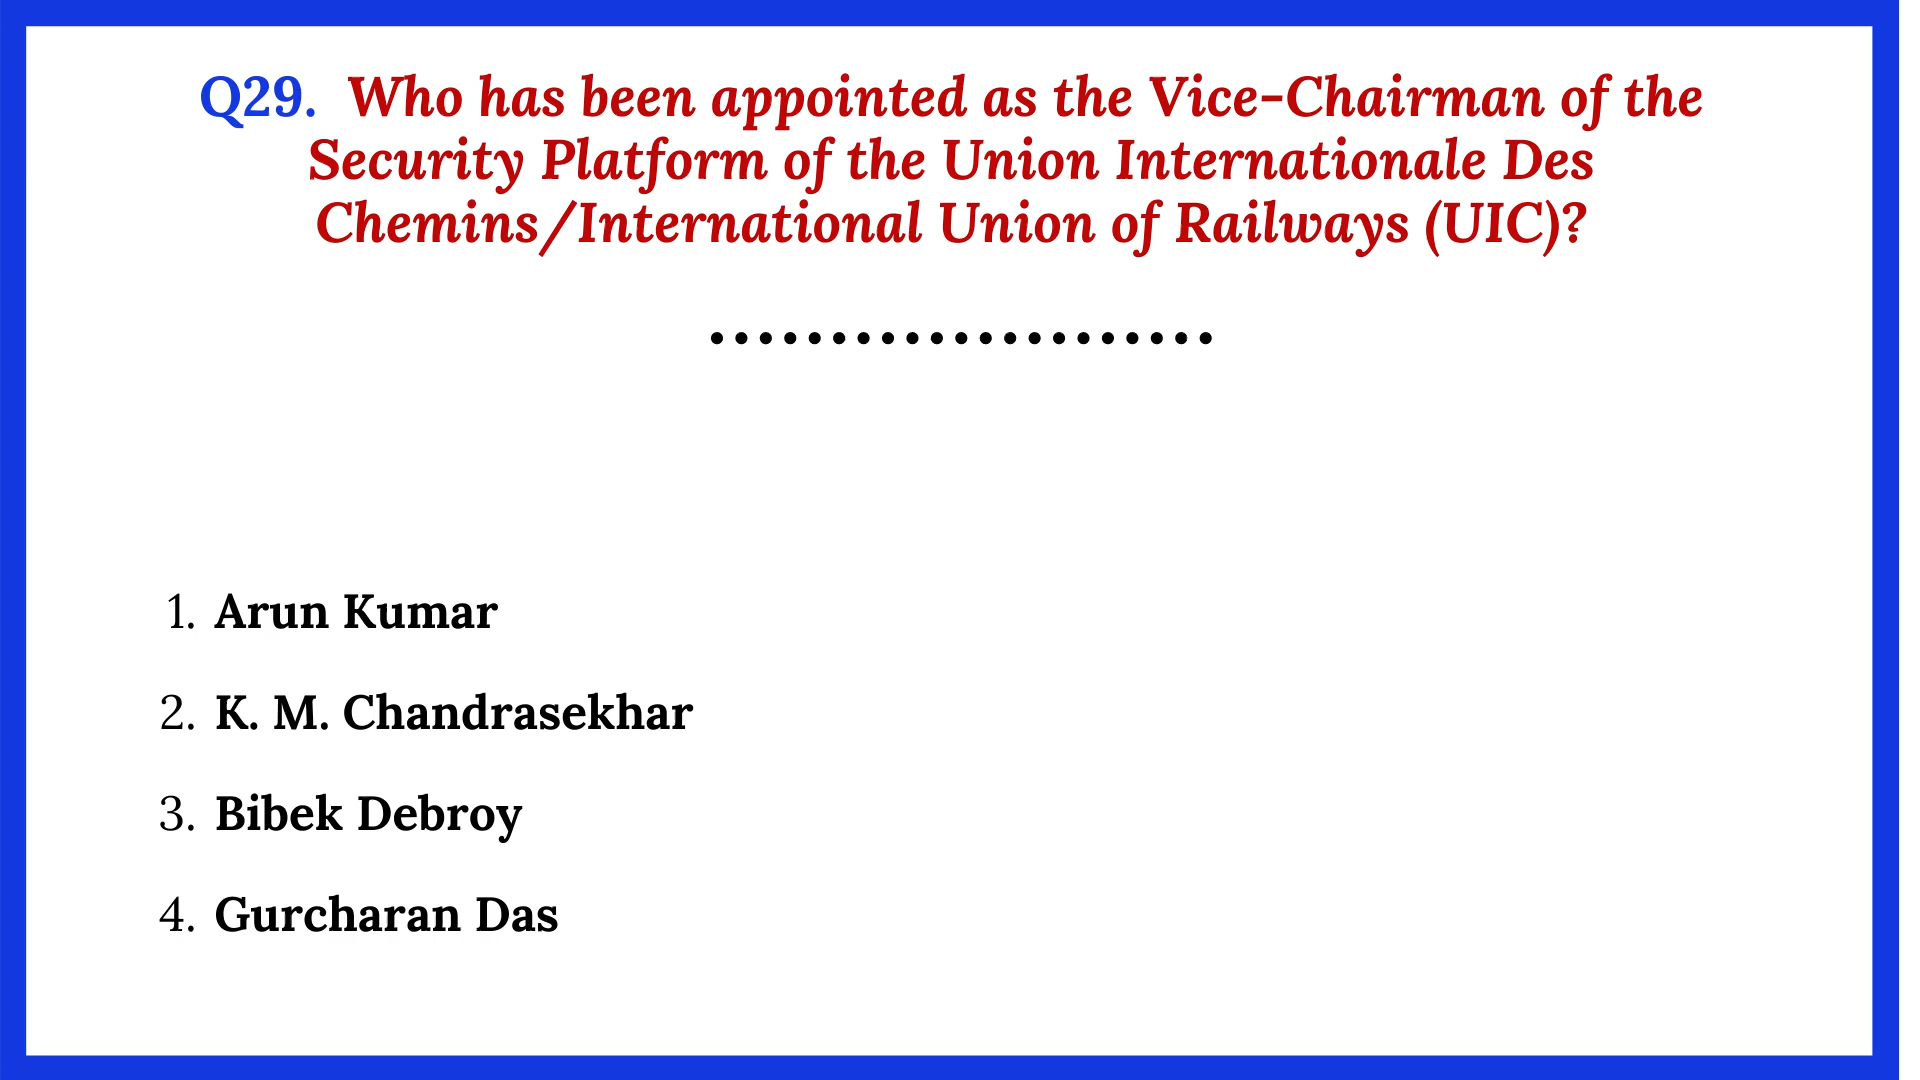 Q29. Who has been appointed as the Vice-Chairman of the
Security Platform of the Union Internationale Des
Chemins/International Union of Railways (UIC)?
1. Arun Kumar
2. K. M. Chandrasekhar
3. Bibek Debroy
4. Gurcharan Das